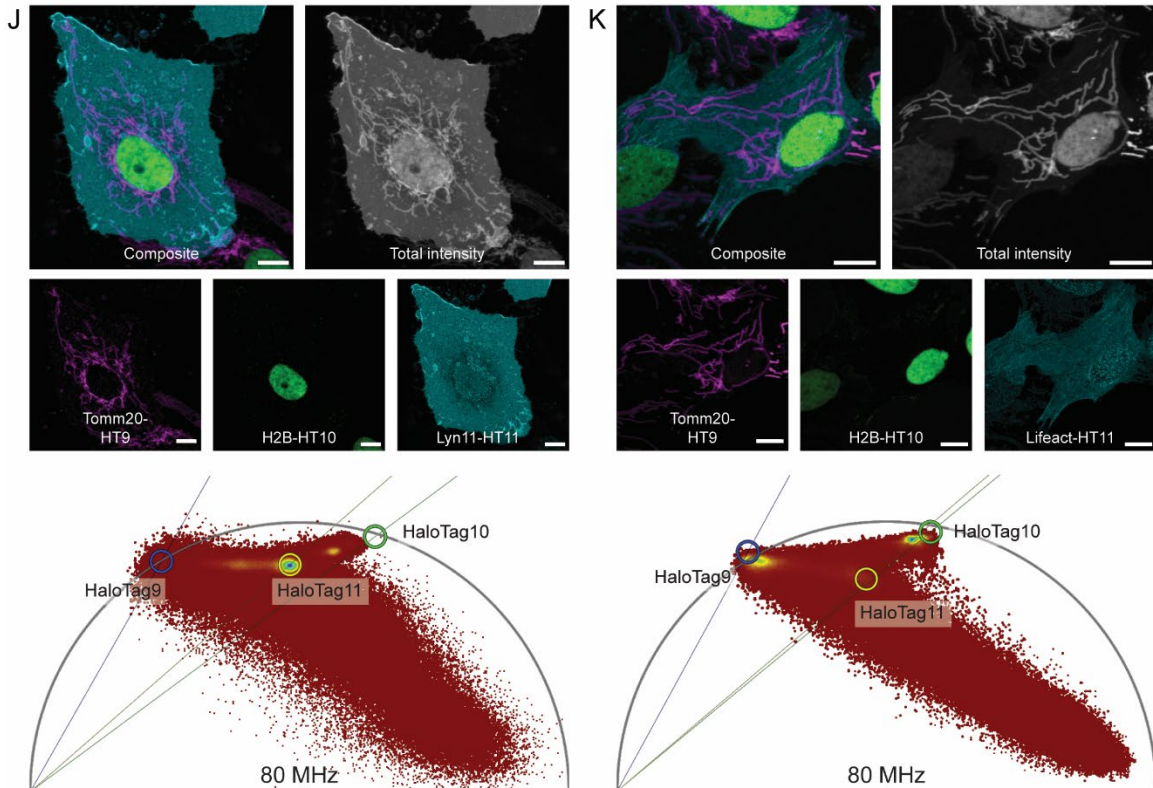 J
Composite
Total intensity
Tomm20-
HT9
H2B-HT10
Lyn11-HT11
HaloTag10
HaloTag9
HaloTag11
80 MHz
K
Composite
Total intensity
Tomm20-
HT9
H2B-HT10
Lifeact-HT11
HaloTag10
HaloTag9
HaloTag11
80 MHz